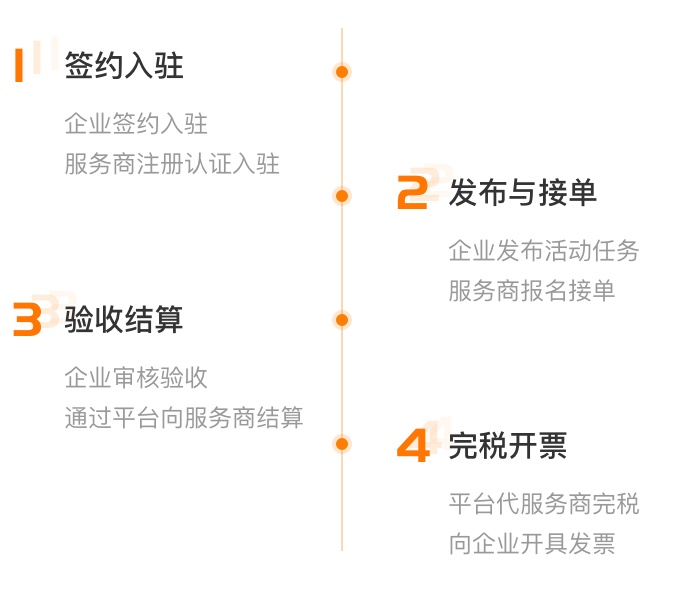 1 签约入驻
企业签约入驻
服务商注册认证入驻
2 发布与接单
企业发布活动任务
服务商报名接单
3 验收结算
企业审核验收
通过平台向服务商结算
4 完税开票
平台代服务商完税
向企业开具发票